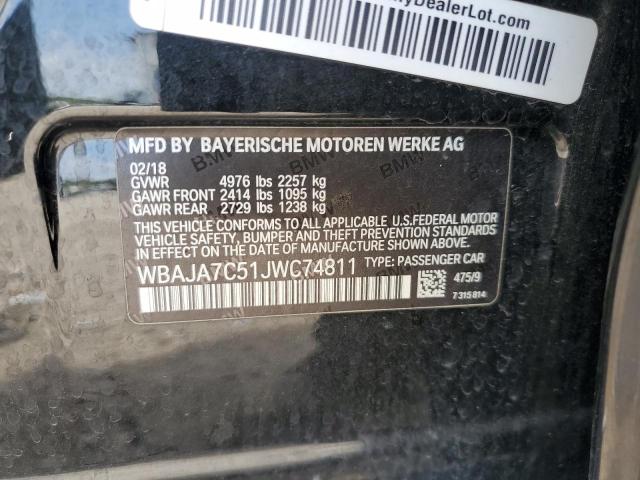 DealerLot.com
MFD BY BAYERISCHE MOTOREN WERKE AG
02/18
GVWR 4976 lbs 2257 kg
GAWR FRONT 2414 lbs 1095 kg
GAWR REAR 2729 lbs 1238 kg
THIS VEHICLE CONFORMS TO ALL APPLICABLE U.S. FEDERAL MOTOR
VEHICLE SAFETY, BUMPER AND THEFT PREVENTION STANDARDS
IN EFFECT ON THE DATE OF MANUFACTURE SHOWN ABOVE.
WBAJA7C51JWC74811 TYPE: PASSENGER CAR
475/9
7315814